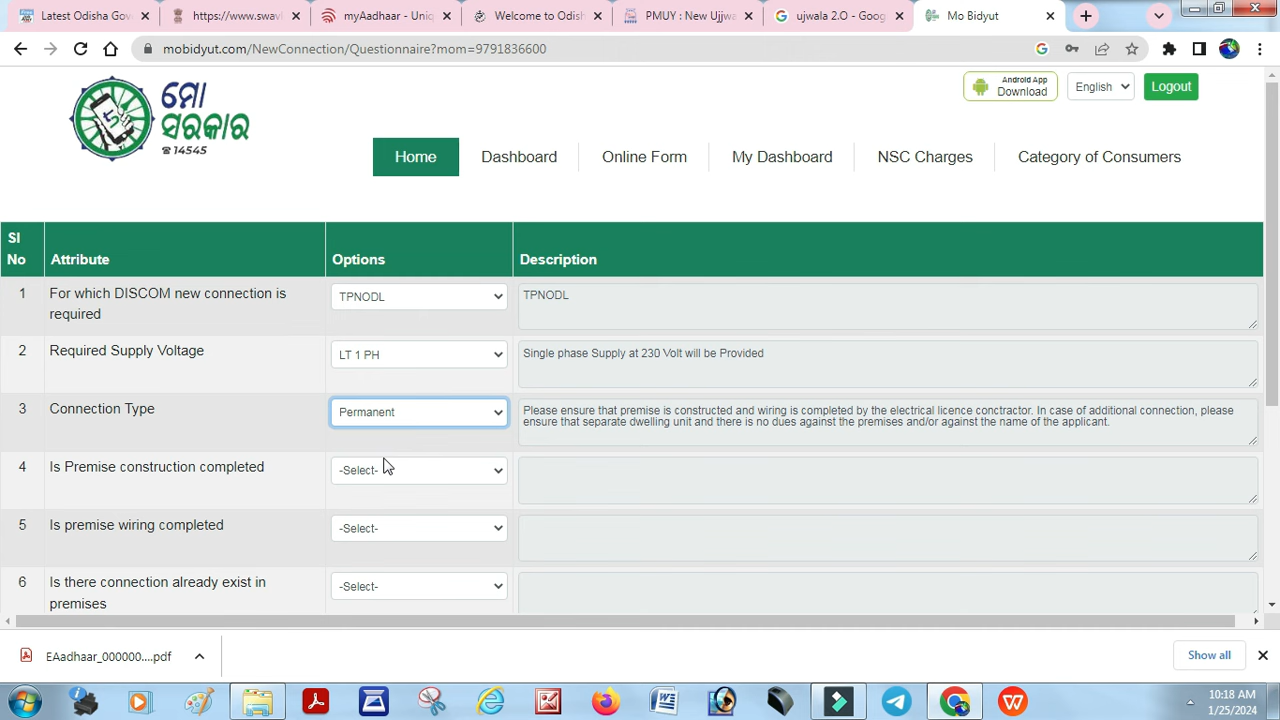 Latest Odisha Gov
https://www.swav
myAadhaar - Uniq
Welcome to Odish
PMUY : New Ujjw
ujwala 2.O - Goog
Mo Bidyut
mobidyut.com/NewConnection/Questionnaire?mom=9791836600
ମୋ
ସରକାର
☎ 14545
Android App
Download
English
Logout
Home
Dashboard
Online Form
My Dashboard
NSC Charges
Category of Consumers
Sl
No
Attribute
Options
Description
1
For which DISCOM new connection is
required
TPNODL
TPNODL
2
Required Supply Voltage
LT 1 PH
Single phase Supply at 230 Volt will be Provided
3
Connection Type
Permanent
Please ensure that premise is constructed and wiring is completed by the electrical licence conctractor. In case of additional connection, please
ensure that separate dwelling unit and there is no dues against the premises and/or against the name of the applicant.
4
Is Premise construction completed
-Select-
5
Is premise wiring completed
-Select-
6
Is there connection already exist in
premises
-Select-
EAadhaar_000000....pdf
Show all
10:18 AM
1/25/2024